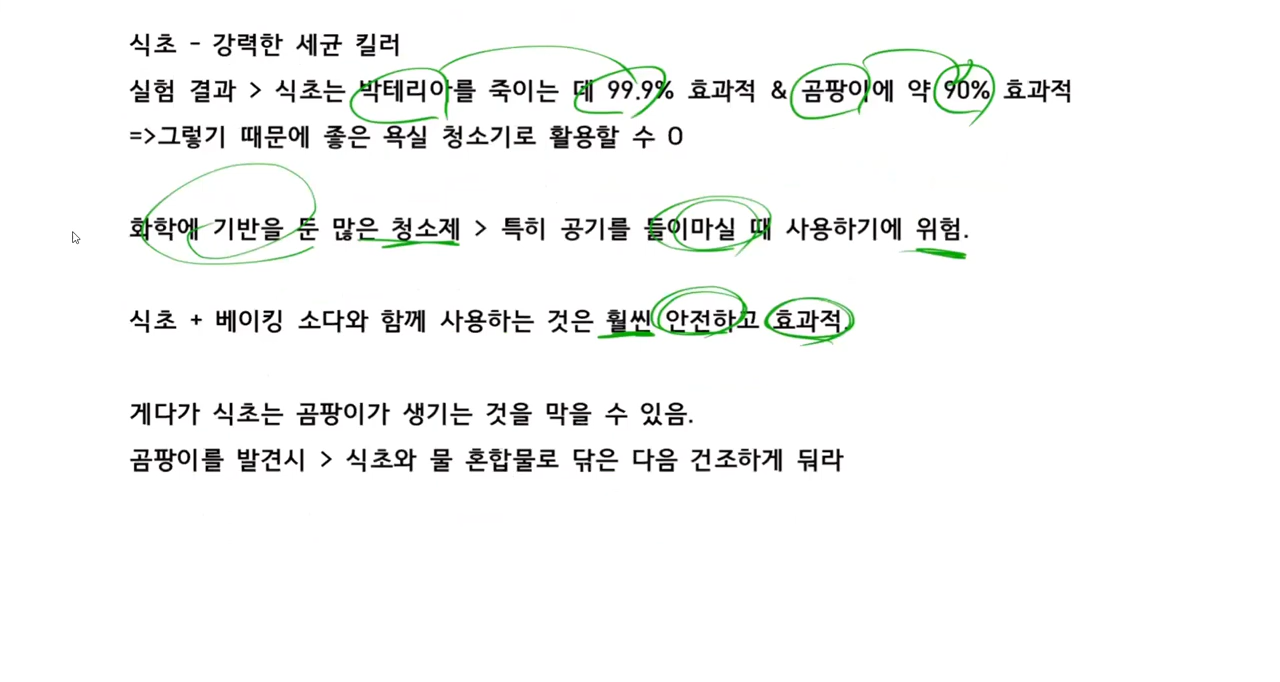 식초 - 강력한 세균 킬러
실험 결과 > 식초는 박테리아를 죽이는 데 99.9% 효과적 & 곰팡이에 약 90% 효과적
=>그렇기 때문에 좋은 욕실 청소기로 활용할 수 O
화학에 기반을 둔 많은 청소제 > 특히 공기를 들이마실 때 사용하기에 위험.
식초 + 베이킹 소다와 함께 사용하는 것은 훨씬 안전하고 효과적.
게다가 식초는 곰팡이가 생기는 것을 막을 수 있음.
곰팡이를 발견시 > 식초와 물 혼합물로 닦은 다음 건조하게 둬라